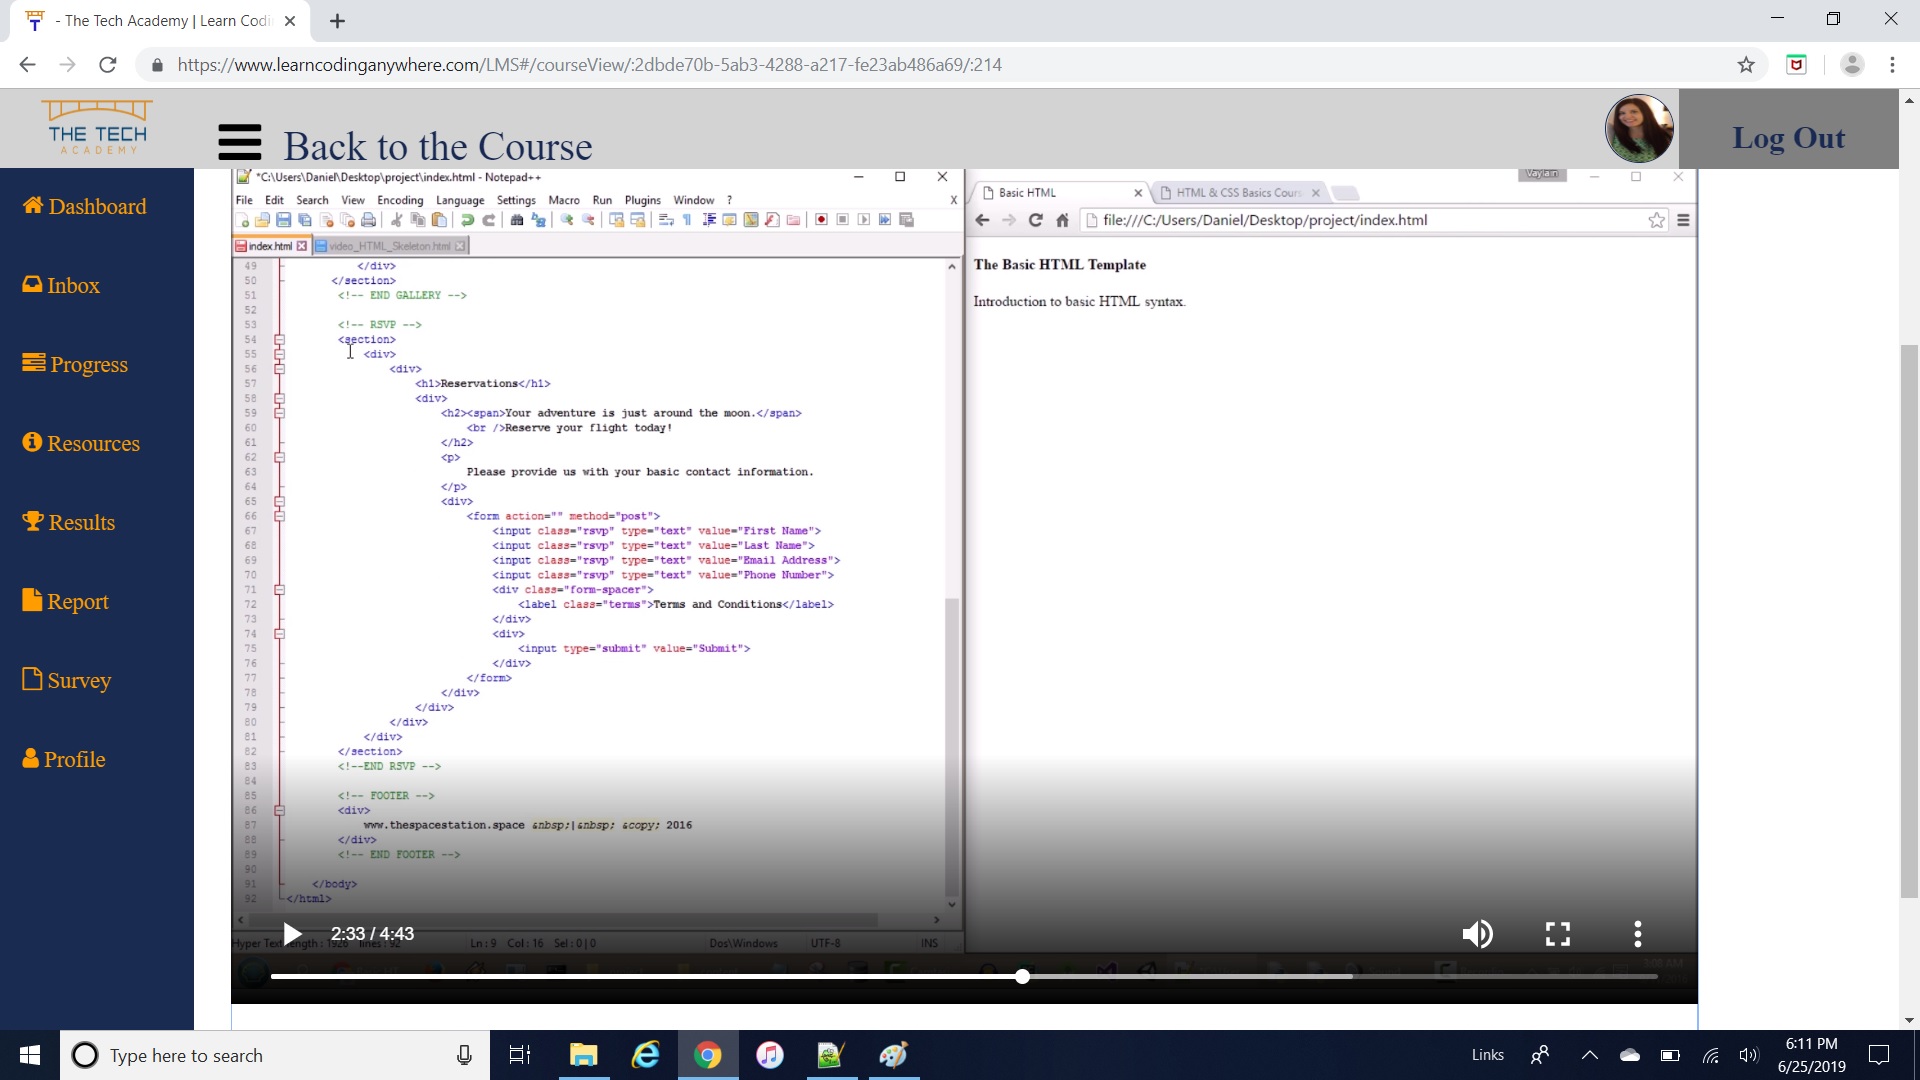 - The Tech Academy | Learn Codi
https://www.learncodinganywhere.com/LMS#/courseView/:2dbde70b-5ab3-4288-a217-fe23ab486a69/:214
THE TECH
ACADEMY
Back to the Course
Log Out
Dashboard
Inbox
Progress
Resources
Results
Report
Survey
Profile
*C:\Users\Daniel\Desktop\project\index.html - Notepad++
File Edit Search View Encoding Language Settings Macro Run Plugins Window ? X
index.html video_HTML_Skeleton.html
49 </div>
50 </section>
51 <!-- END GALLERY -->
52
53 <!-- RSVP -->
54 <section>
55 <div>
56 <div>
57 <h1>Reservations</h1>
58 <div>
59 <h2><span>Your adventure is just around the moon.</span>
60 <br />Reserve your flight today!
61 </h2>
62 <p>
63 Please provide us with your basic contact information.
64 </p>
65 <div>
66 <form action="" method="post">
67 <input class="rsvp" type="text" value="First Name">
68 <input class="rsvp" type="text" value="Last Name">
69 <input class="rsvp" type="text" value="Email Address">
70 <input class="rsvp" type="text" value="Phone Number">
71 <div class="form-spacer">
72 <label class="terms">Terms and Conditions</label>
73 </div>
74 <div>
75 <input type="submit" value="Submit">
76 </div>
77 </form>
78 </div>
79 </div>
80 </div>
81 </div>
82 </section>
83 <!--END RSVP -->
84
85 <!-- FOOTER -->
86 <div>
87 www.thespacestation.space &nbsp;|&nbsp; &copy; 2016
88 </div>
89 <!-- END FOOTER -->
90
91 </body>
92 </html>
Hyper Text length : 1926 lines : 92 Ln : 9 Col : 16 Sel : 0 | 0 Dos\Windows UTF-8 INS
Vaylain
Basic HTML HTML & CSS Basics Cours
file:///C:/Users/Daniel/Desktop/project/index.html
The Basic HTML Template
Introduction to basic HTML syntax.
2:33 / 4:43
Type here to search
Links
6:11 PM
6/25/2019